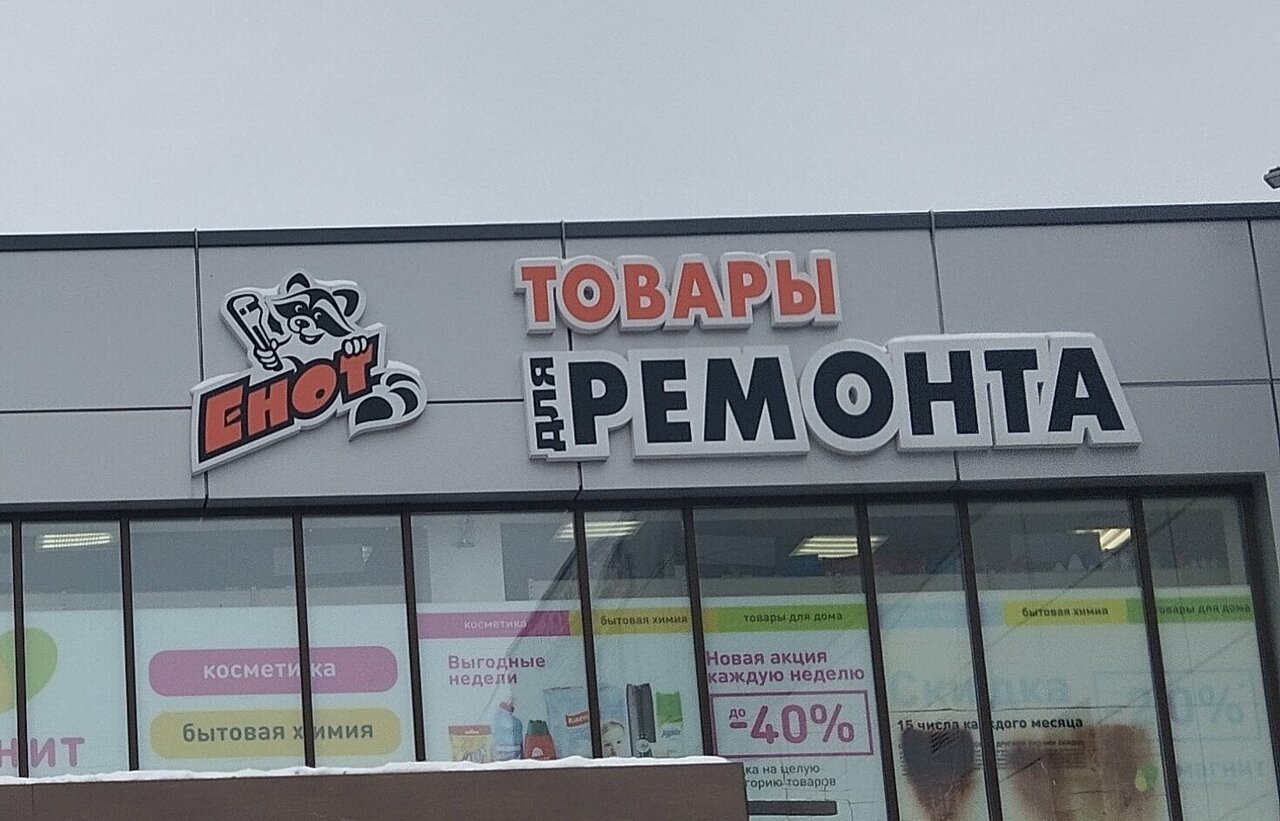 ЕНОТ
ТОВАРЫ
для
РЕМОНТА
косметика
бытовая химия
товары для дома
бытовая химия
товары для дома
косметика
бытовая химия
Выгодные
недели
Новая акция
каждую неделю
до
-40%
Скидка
15 числа каждого месяца